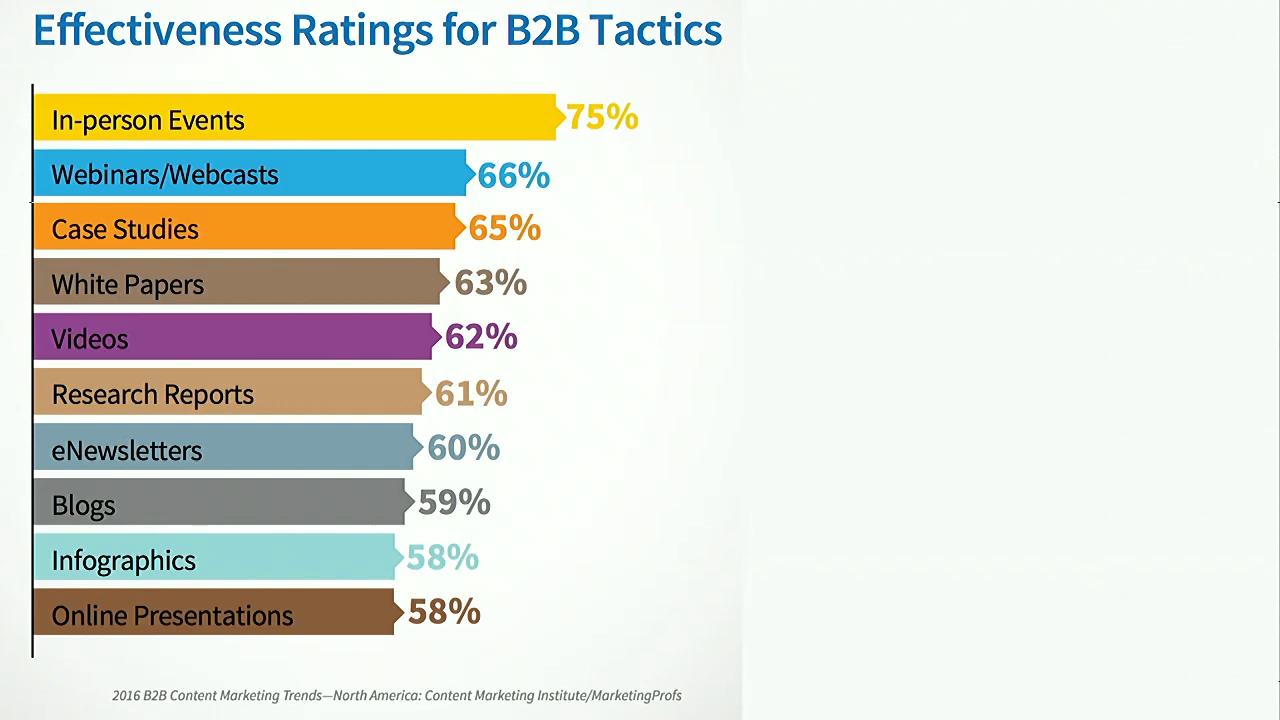 Effectiveness Ratings for B2B Tactics
In-person Events 75%
Webinars/Webcasts 66%
Case Studies 65%
White Papers 63%
Videos 62%
Research Reports 61%
eNewsletters 60%
Blogs 59%
Infographics 58%
Online Presentations 58%
2016 B2B Content Marketing Trends—North America: Content Marketing Institute/MarketingProfs